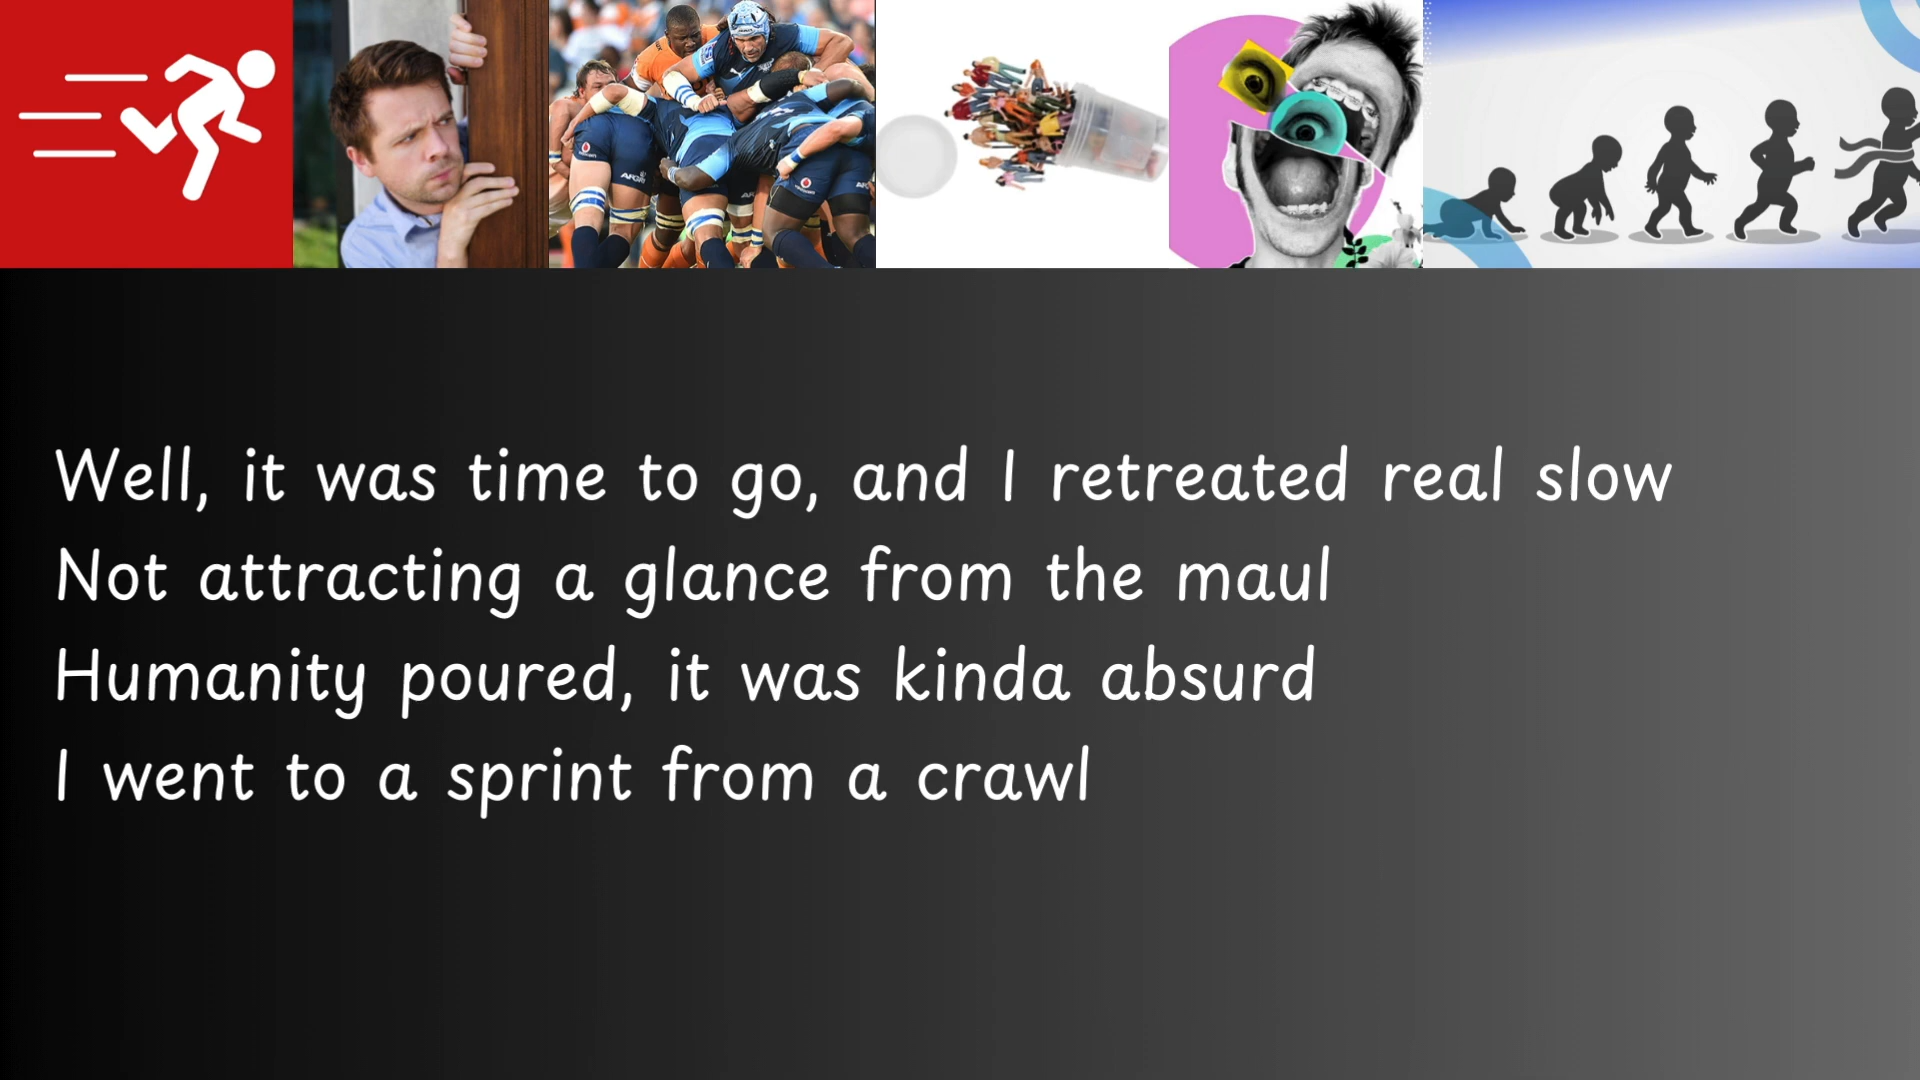 Well, it was time to go, and I retreated real slow
Not attracting a glance from the maul
Humanity poured, it was kinda absurd
I went to a sprint from a crawl